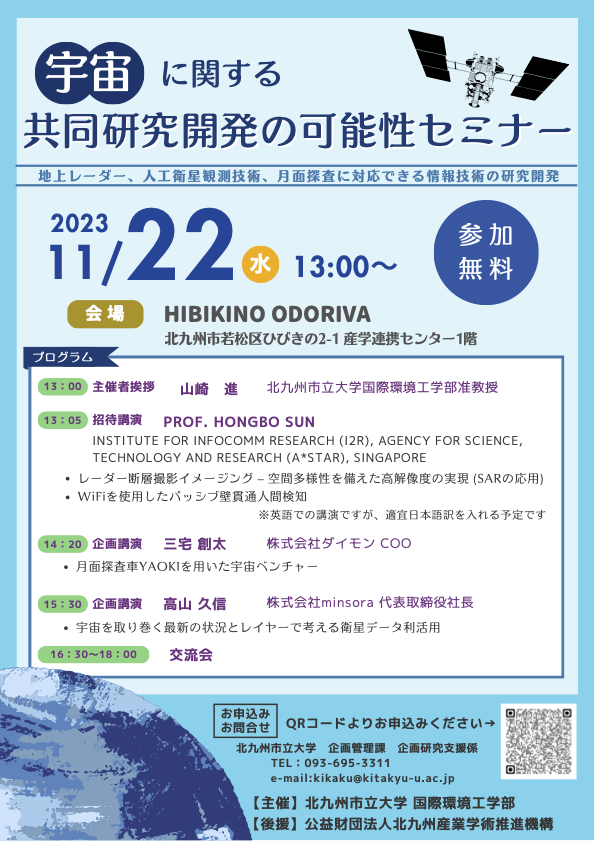 宇宙に関する
共同研究開発の可能性セミナー
地上レーダー、人工衛星観測技術、月面探査に対応できる情報技術の研究開発
2023
11/22 水 13:00～
参加
無料
会場 HIBIKINO ODORIVA
北九州市若松区ひびきの2-1 産学連携センター1階
プログラム
13：00 主催者挨拶 山崎 進 北九州市立大学国際環境工学部准教授
13：05 招待講演 PROF. HONGBO SUN
INSTITUTE FOR INFOCOMM RESEARCH (I2R), AGENCY FOR SCIENCE,
TECHNOLOGY AND RESEARCH (A*STAR), SINGAPORE
• レーダー断層撮影イメージング – 空間多様性を備えた高解像度の実現 (SARの応用)
• WiFiを使用したパッシブ壁貫通人間検知
※英語での講演ですが、適宜日本語訳を入れる予定です
14：20 企画講演 三宅 創太 株式会社ダイモン COO
• 月面探査車YAOKIを用いた宇宙ベンチャー
15：30 企画講演 高山 久信 株式会社minsora 代表取締役社長
• 宇宙を取り巻く最新の状況とレイヤーで考える衛星データ利活用
16：30～18：00 交流会
お申込み
お問合せ
QRコードよりお申込みください→
北九州市立大学 企画管理課 企画研究支援係
TEL：093-695-3311
e-mail:kikaku@kitakyu-u.ac.jp
【主催】北九州市立大学 国際環境工学部
【後援】公益財団法人北九州産業学術推進機構